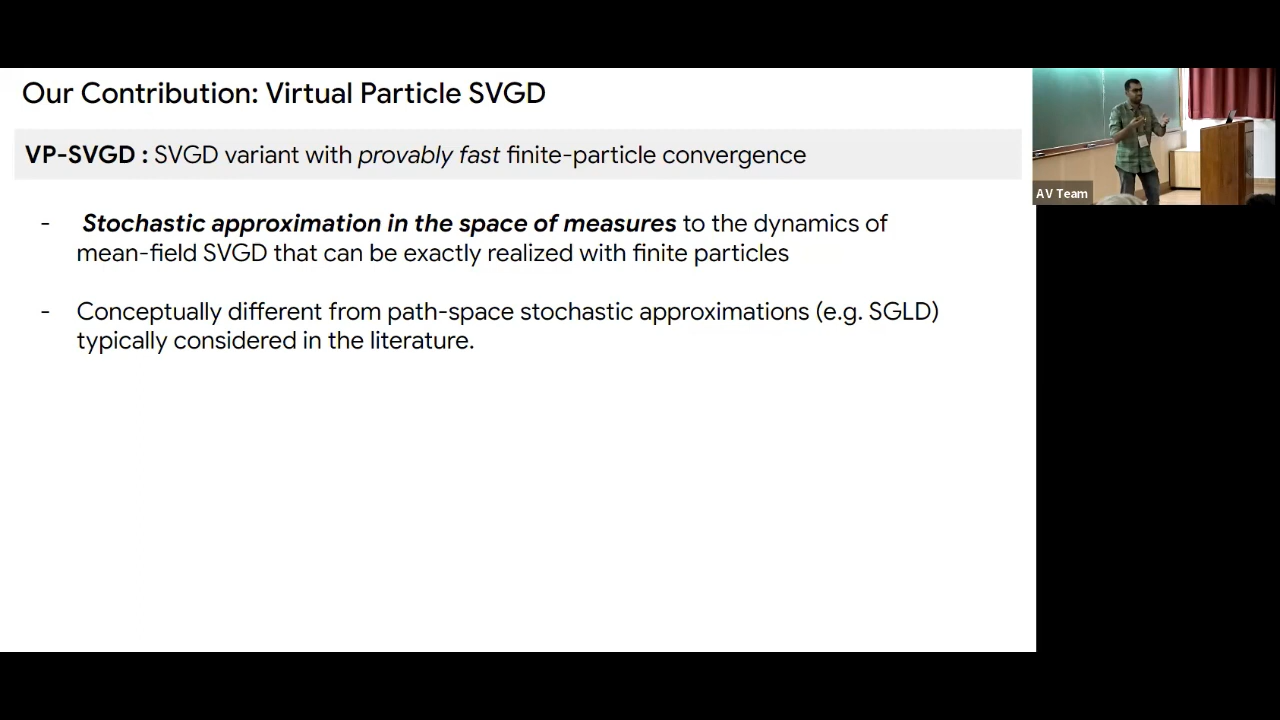 Our Contribution: Virtual Particle SVGD
VP-SVGD : SVGD variant with provably fast finite-particle convergence
- Stochastic approximation in the space of measures to the dynamics of
mean-field SVGD that can be exactly realized with finite particles
- Conceptually different from path-space stochastic approximations (e.g. SGLD)
typically considered in the literature.
AV Team